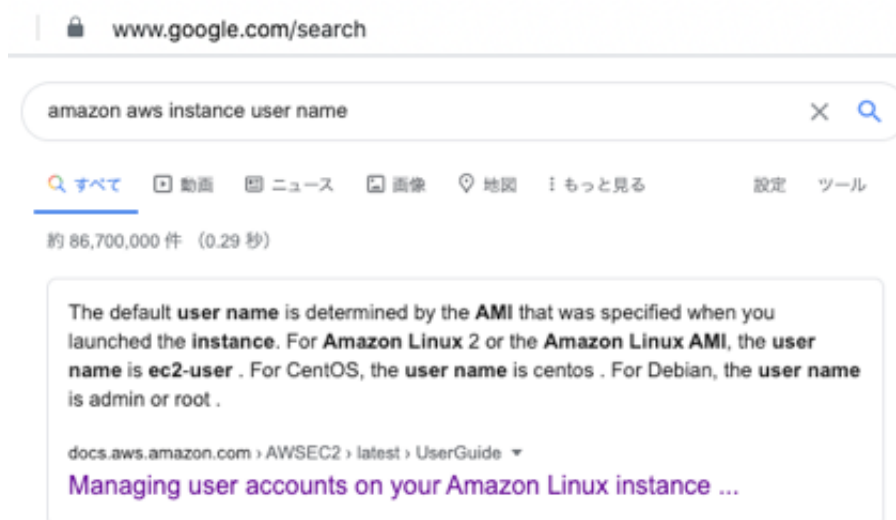 www.google.com/search
amazon aws instance user name
すべて 動画 ニュース 画像 地図 もっと見る 設定 ツール
約 86,700,000 件 （0.29 秒）
The default user name is determined by the AMI that was specified when you
launched the instance. For Amazon Linux 2 or the Amazon Linux AMI, the user
name is ec2-user . For CentOS, the user name is centos . For Debian, the user name
is admin or root .
docs.aws.amazon.com › AWSEC2 › latest › UserGuide
Managing user accounts on your Amazon Linux instance ...